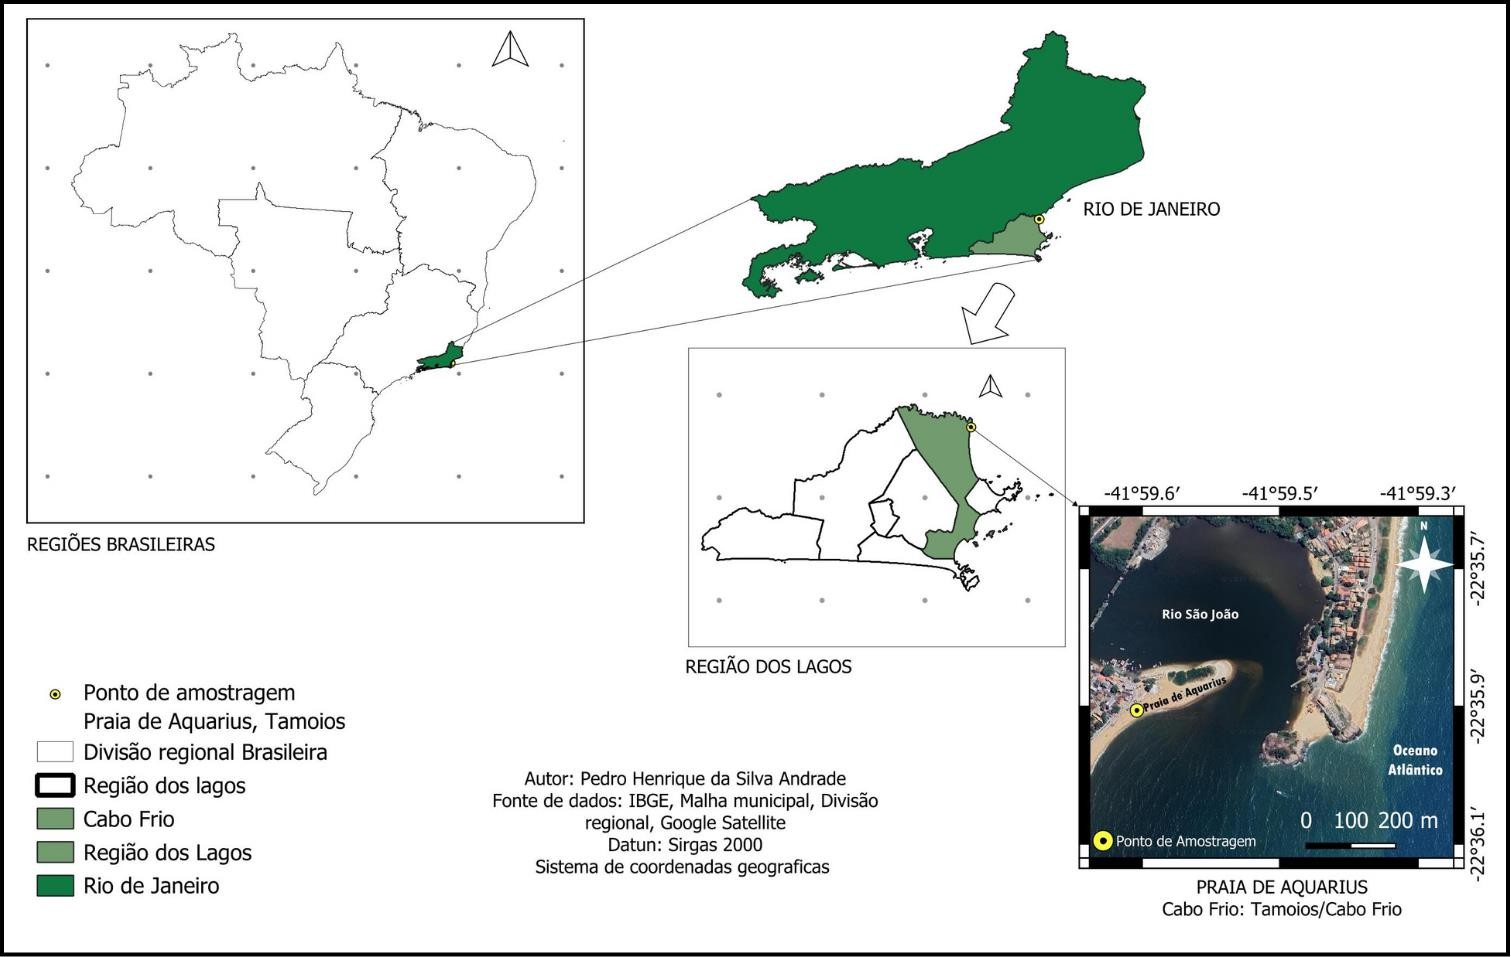 RIO DE JANEIRO
REGIÕES BRASILEIRAS
REGIÃO DOS LAGOS
Ponto de amostragem
Praia de Aquarius, Tamoios
Divisão regional Brasileira
Região dos lagos
Cabo Frio
Região dos Lagos
Rio de Janeiro
Autor: Pedro Henrique da Silva Andrade
Fonte de dados: IBGE, Malha municipal, Divisão
regional, Google Satellite
Datun: Sirgas 2000
Sistema de coordenadas geograficas
-41°59.6′ -41°59.5′ -41°59.3′
N
-22°35.7′
Rio São João
Praia de Aquarius
-22°35.9′
Oceano
Atlântico
0 100 200 m
-22°36.1′
Ponto de Amostragem
PRAIA DE AQUARIUS
Cabo Frio: Tamoios/Cabo Frio